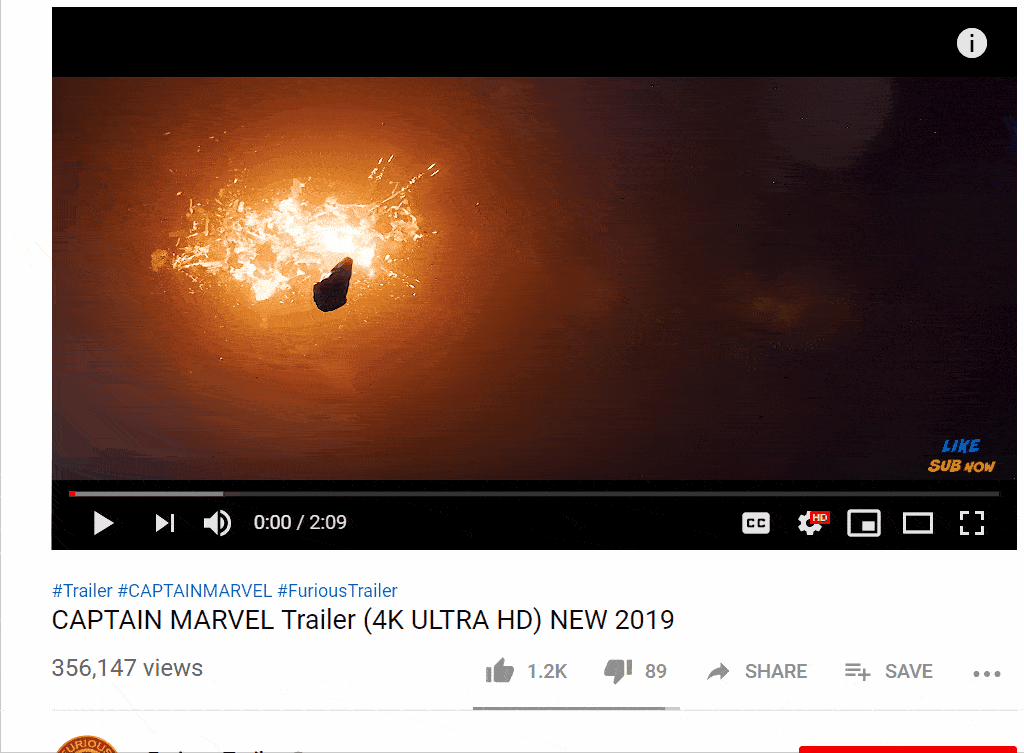 i
LIKE
SUB NOW
0:00 / 2:09
CC
HD
#Trailer #CAPTAINMARVEL #FuriousTrailer
CAPTAIN MARVEL Trailer (4K ULTRA HD) NEW 2019
356,147 views
1.2K
89
SHARE
SAVE
FURIOUS